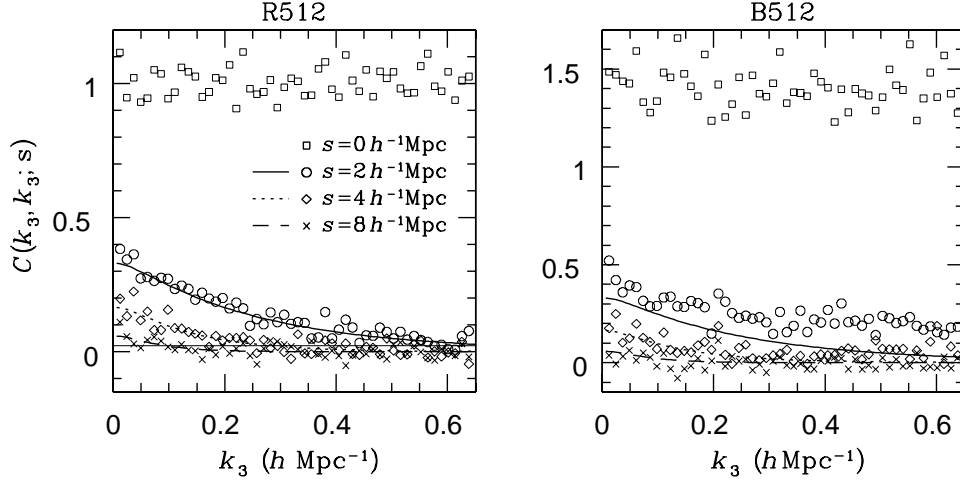 R512
B512
C(k₃, k₃; s)
1
0.5
0
s=0 h⁻¹Mpc
s=2 h⁻¹Mpc
s=4 h⁻¹Mpc
s=8 h⁻¹Mpc
0 0.2 0.4 0.6
k₃ (h Mpc⁻¹)
1.5
1
0.5
0
0 0.2 0.4 0.6
k₃ (h Mpc⁻¹)